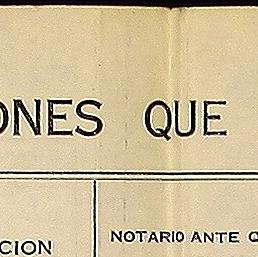 ONES QUE
NOTARIO ANTE Q
CION